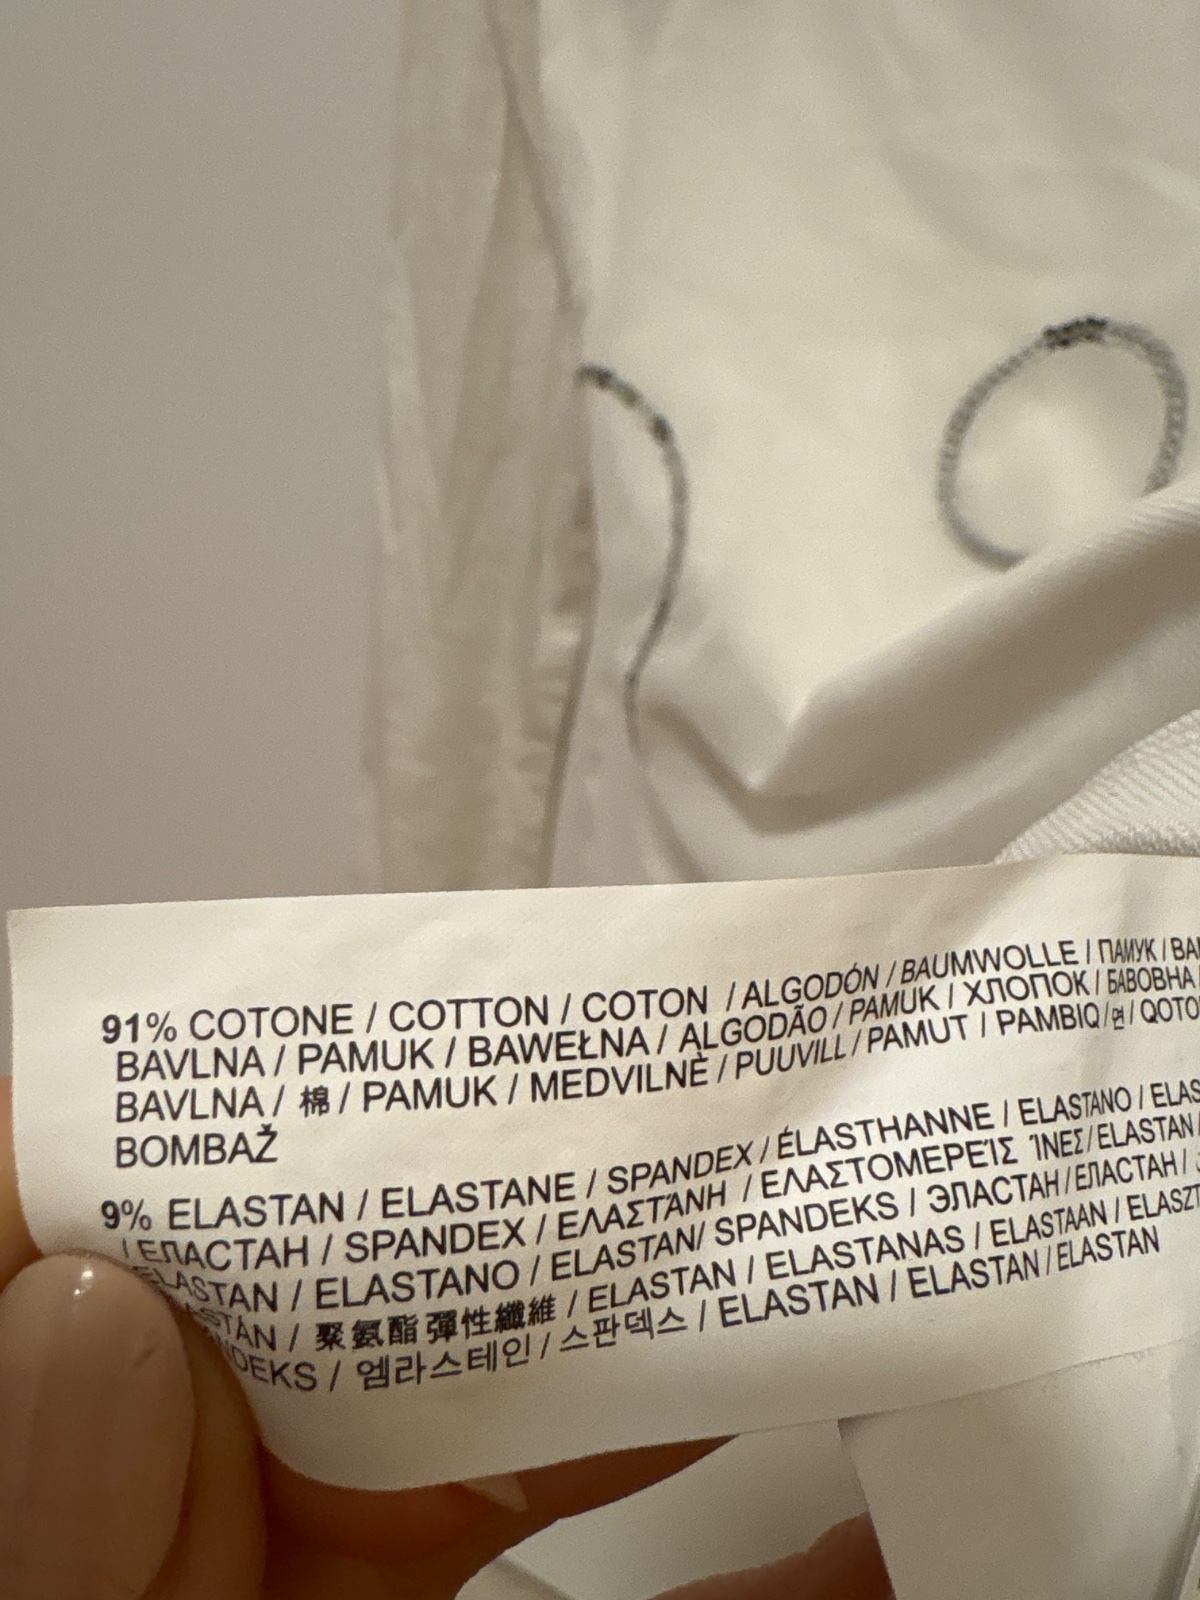 91% COTONE / COTTON / COTON / ALGODÓN / BAUMWOLLE / ПАМУК /
BAVLNA / PAMUK / BAWEŁNA / ALGODÃO / PAMUK / ХЛОПОК / БАВОВНА /
BAVLNA / 棉 / PAMUK / MEDVILNĖ / PUUVILL / PAMUT / PAMBIQ / 면 /
BOMBAŽ
9% ELASTAN / ELASTANE / SPANDEX / ÉLASTHANNE / ELASTANO /
/ ЕЛАСТАН / SPANDEX / ΕΛΑΣΤΆΝΗ / ΕΛΑΣΤΟΜΕΡΕΊΣ ΊΝΕΣ / ELASTAN /
ELASTAN / ELASTANO / ELASTAN/ SPANDEKS / ЭЛАСТАН / ЕЛАСТАН /
/ 聚氨酯 彈性纖維 / ELASTAN / ELASTANAS / ELASTAAN /
/ 엘라스테인 / 스판덱스 / ELASTAN / ELASTAN / ELASTAN